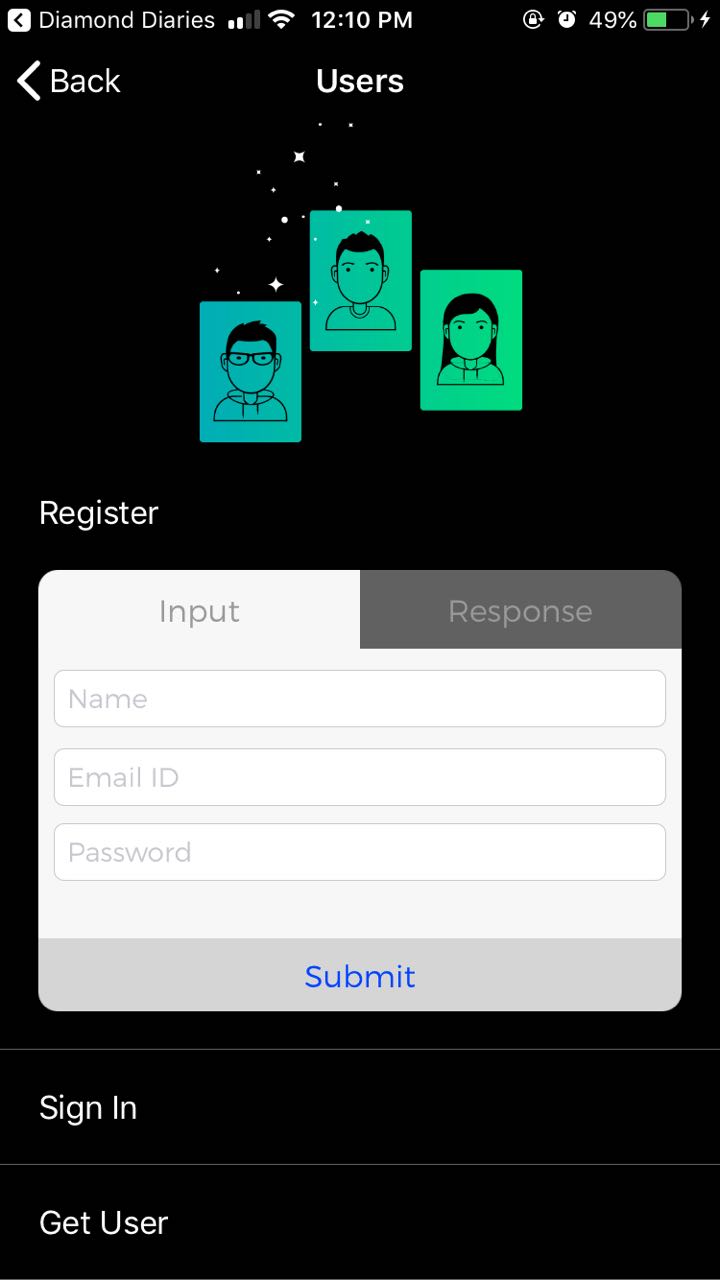 Diamond Diaries 12:10 PM 49%
Back Users
Register
Input Response
Name
Email ID
Password
Submit
Sign In
Get User